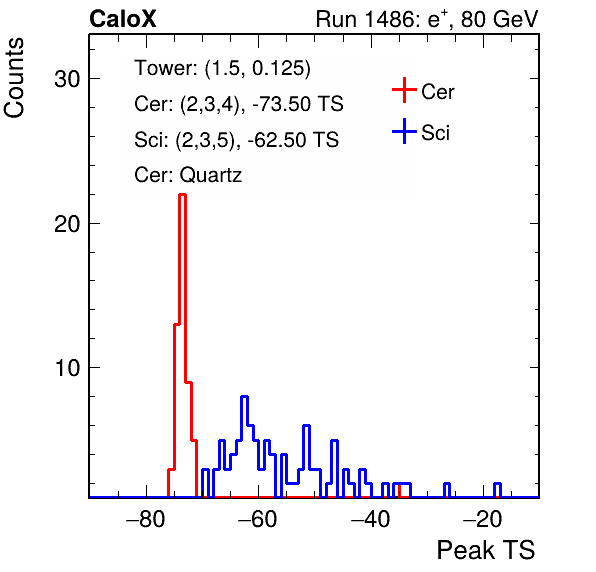 CaloX Run 1486: e⁺, 80 GeV
Counts
Tower: (1.5, 0.125)
Cer: (2,3,4), -73.50 TS
Sci: (2,3,5), -62.50 TS
Cer: Quartz
Cer
Sci
30
20
10
−80 −60 −40 −20
Peak TS